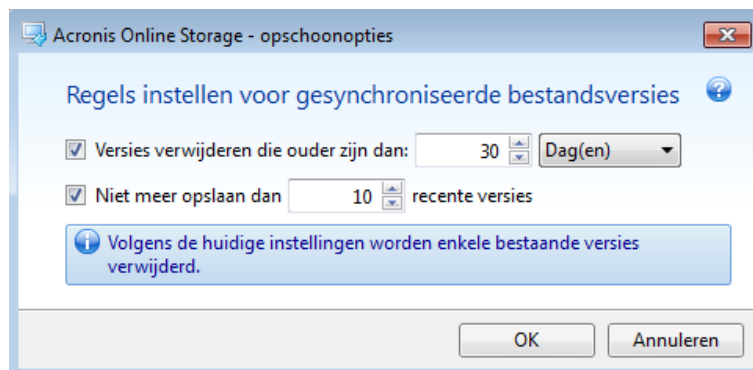 Acronis Online Storage - opschoonopties
Regels instellen voor gesynchroniseerde bestandsversies
Versies verwijderen die ouder zijn dan: 30 Dag(en)
Niet meer opslaan dan 10 recente versies
Volgens de huidige instellingen worden enkele bestaande versies
verwijderd.
OK Annuleren